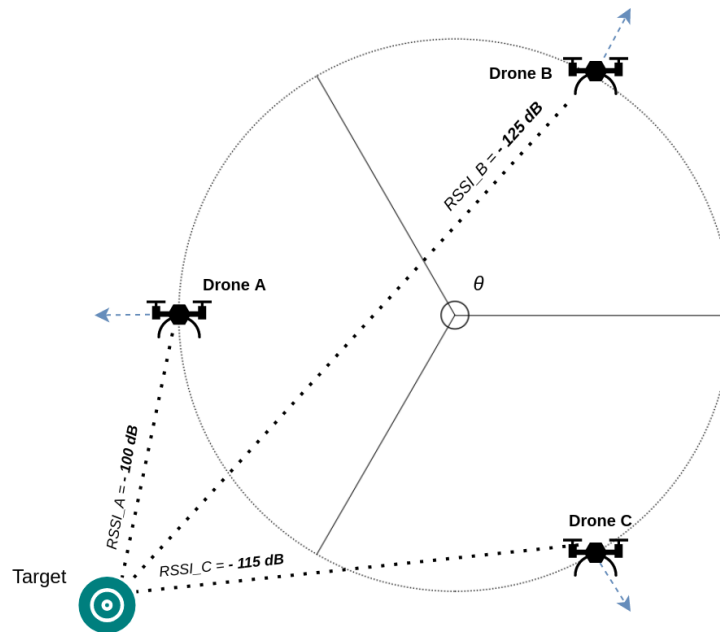 Drone B
RSSI_B = - 125 dB
θ
Drone A
RSSI_A = - 100 dB
Drone C
RSSI_C = - 115 dB
Target